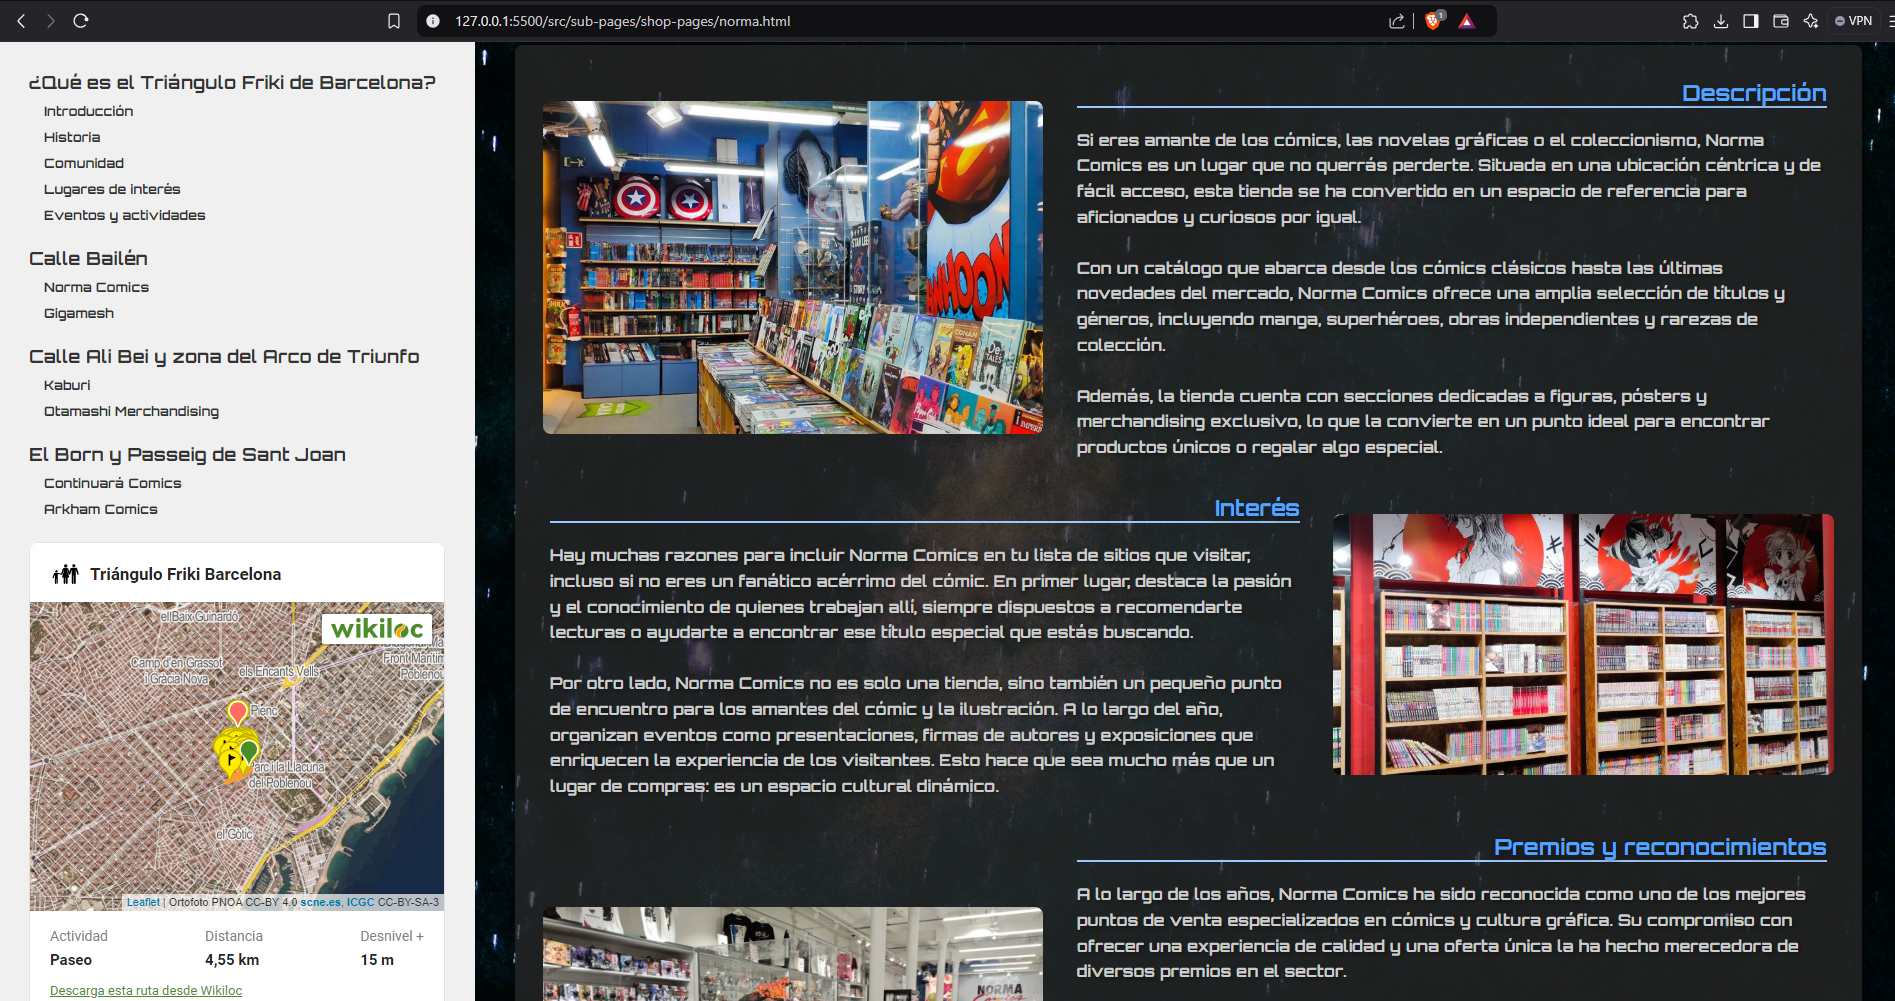 127.0.0.1:5500/src/sub-pages/shop-pages/norma.html
1
VPN
¿Qué es el Triángulo Friki de Barcelona?
Introducción
Historia
Comunidad
Lugares de interés
Eventos y actividades
Calle Bailén
Norma Comics
Gigamesh
Calle Ali Bei y zona del Arco de Triunfo
Kaburi
Otamashi Merchandising
El Born y Passeig de Sant Joan
Continuará Comics
Arkham Comics
Triángulo Friki Barcelona
el Baix Guinardó
wikiloc
Front Marítim
Poblenou
Camp d'en Grassot
i Gràcia Nova
els Encants Vells
Parc i la Llacuna
del Poblenou
el Gòtic
Leaflet | Ortofoto PNOA CC-BY 4.0 scne.es, ICGC CC-BY-SA-3
Actividad
Distancia
Desnivel +
Paseo
4,55 km
15 m
Descarga esta ruta desde Wikiloc
Descripción
Si eres amante de los cómics, las novelas gráficas o el coleccionismo, Norma
Comics es un lugar que no querrás perderte. Situada en una ubicación céntrica y de
fácil acceso, esta tienda se ha convertido en un espacio de referencia para
aficionados y curiosos por igual.
Con un catálogo que abarca desde los cómics clásicos hasta las últimas
novedades del mercado, Norma Comics ofrece una amplia selección de títulos y
géneros, incluyendo manga, superhéroes, obras independientes y rarezas de
colección.
Además, la tienda cuenta con secciones dedicadas a figuras, pósters y
merchandising exclusivo, lo que la convierte en un punto ideal para encontrar
productos únicos o regalar algo especial.
Interés
Hay muchas razones para incluir Norma Comics en tu lista de sitios que visitar,
incluso si no eres un fanático acérrimo del cómic. En primer lugar, destaca la pasión
y el conocimiento de quienes trabajan allí, siempre dispuestos a recomendarte
lecturas o ayudarte a encontrar ese título especial que estás buscando.
Por otro lado, Norma Comics no es solo una tienda, sino también un pequeño punto
de encuentro para los amantes del cómic y la ilustración. A lo largo del año,
organizan eventos como presentaciones, firmas de autores y exposiciones que
enriquecen la experiencia de los visitantes. Esto hace que sea mucho más que un
lugar de compras: es un espacio cultural dinámico.
Premios y reconocimientos
A lo largo de los años, Norma Comics ha sido reconocida como uno de los mejores
puntos de venta especializados en cómics y cultura gráfica. Su compromiso con
ofrecer una experiencia de calidad y una oferta única la ha hecho merecedora de
diversos premios en el sector.
NORMA
Comics
CONAN